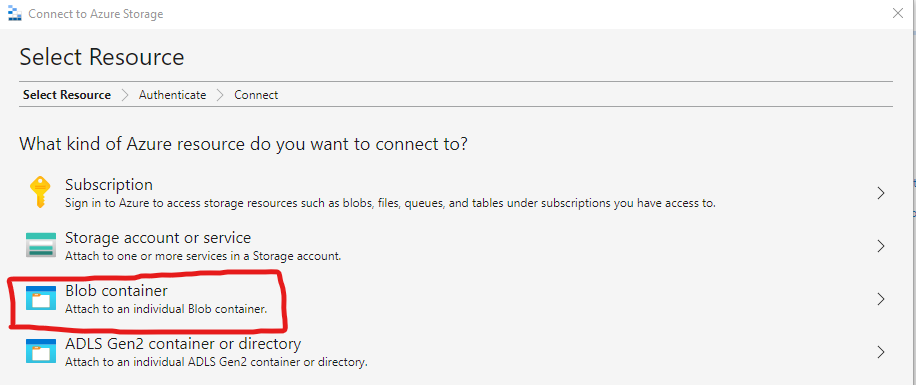 Connect to Azure Storage
Select Resource
Select Resource > Authenticate > Connect
What kind of Azure resource do you want to connect to?
Subscription
Sign in to Azure to access storage resources such as blobs, files, queues, and tables under subscriptions you have access to.
Storage account or service
Attach to one or more services in a Storage account.
Blob container
Attach to an individual Blob container.
ADLS Gen2 container or directory
Attach to an individual ADLS Gen2 container or directory.